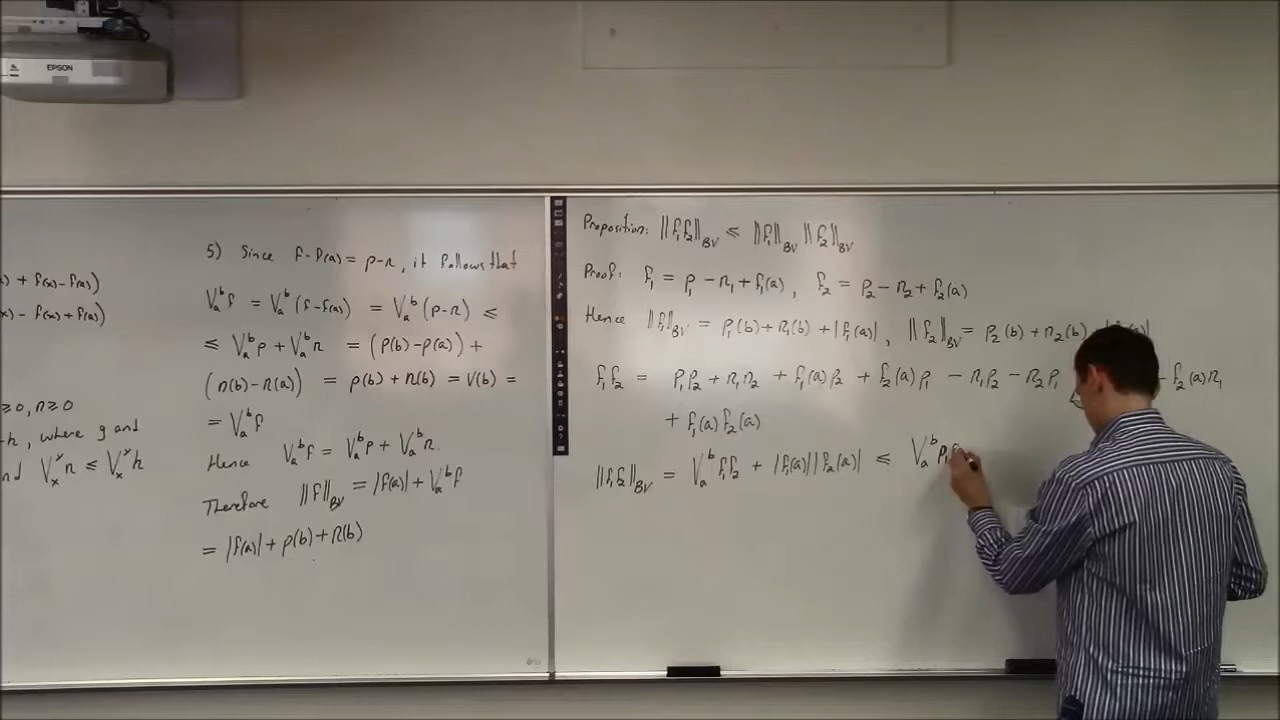 EPSON
) + f(x) - f(a))
x) - f(x) + f(a))
≥ 0, n ≥ 0
-h, where g and
nd V_x^x n ≤ V_x^x h
5) Since f - f(a) = p - n, it follows that
V_a^b f = V_a^b (f - f(a)) = V_a^b (p - n) ≤
≤ V_a^b p + V_a^b n = (p(b) - p(a)) +
(n(b) - n(a)) = p(b) + n(b) = V(b) =
= V_a^b f
Hence V_a^b f = V_a^b p + V_a^b n.
Therefore ||f||_BV = |f(a)| + V_a^b f
= |f(a)| + p(b) + n(b)
Proposition: ||f_1 f_2||_BV ≤ ||f_1||_BV ||f_2||_BV
Proof: f_1 = p_1 - n_1 + f_1(a), f_2 = p_2 - n_2 + f_2(a)
Hence ||f_1||_BV = p_1(b) + n_1(b) + |f_1(a)|, ||f_2||_BV = p_2(b) + n_2(b)
f_1 f_2 = p_1 p_2 + n_1 n_2 + f_1(a) p_2 + f_2(a) p_1 - n_1 p_2 - n_2 p_1 - f_2(a) n_1
+ f_1(a) f_2(a)
||f_1 f_2||_BV = V_a^b f_1 f_2 + |f_1(a)| |f_2(a)| ≤ V_a^b p_1